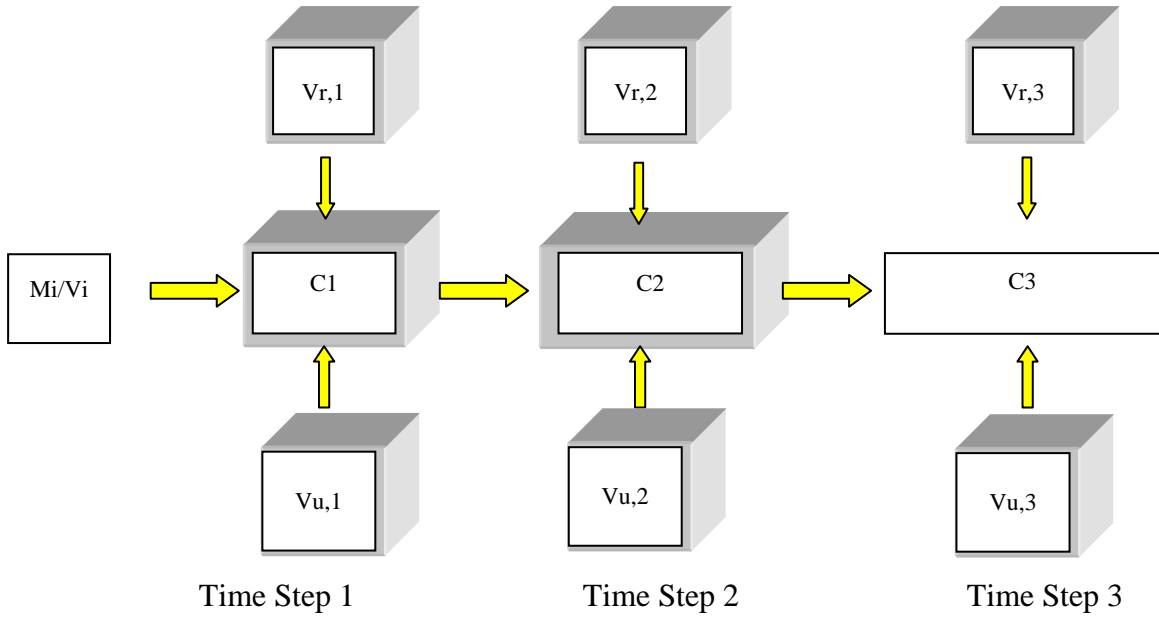 Vr,1
Vr,2
Vr,3
Mi/Vi
C1
C2
C3
Vu,1
Vu,2
Vu,3
Time Step 1
Time Step 2
Time Step 3